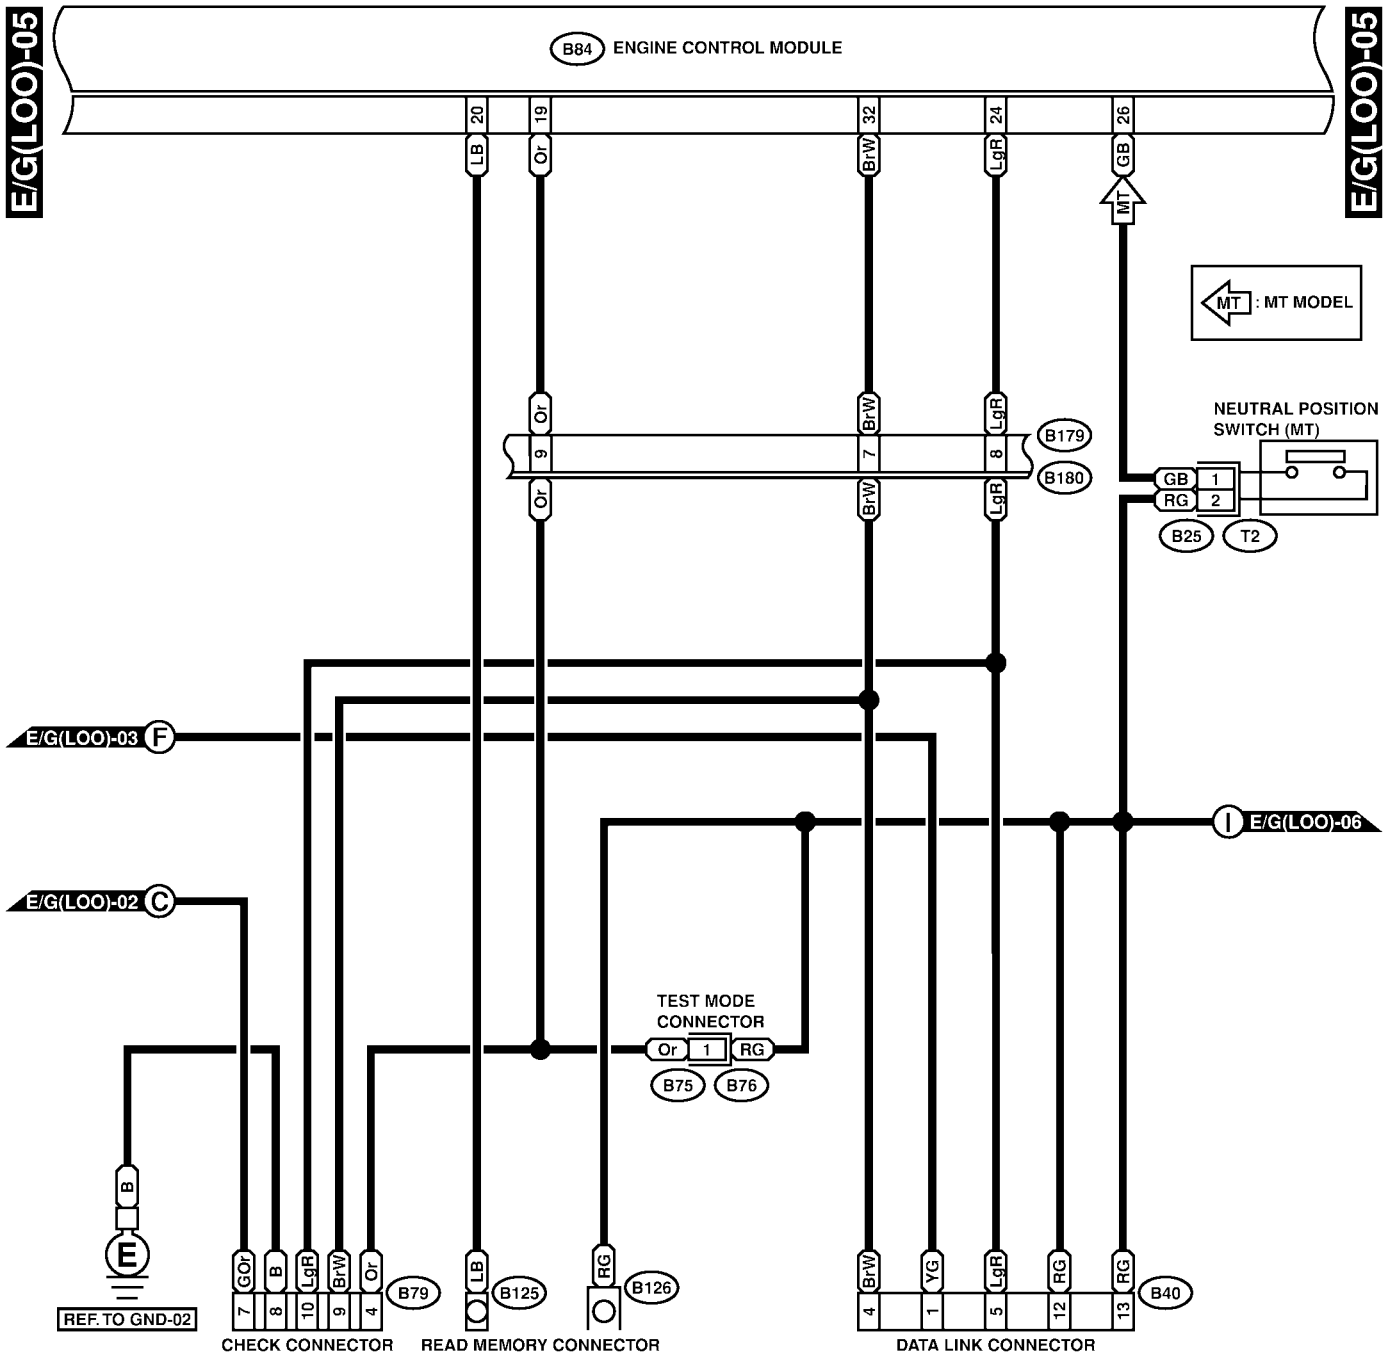 E/G(LOO)-05
E/G(LOO)-05
B84 ENGINE CONTROL MODULE
20 19 32 24 26
LB Or BrW LgR GB
MT
MT : MT MODEL
Or BrW LgR
9 7 8
B179
B180
Or BrW LgR
NEUTRAL POSITION
SWITCH (MT)
GB 1
RG 2
B25 T2
E/G(LOO)-03 F
I E/G(LOO)-06
E/G(LOO)-02 C
TEST MODE
CONNECTOR
Or 1 RG
B75 B76
B
E
REF. TO GND-02
GOr B LgR BrW Or LB RG BrW YG LgR RG RG
7 8 10 9 4 B79 B125 B126 4 1 5 12 13 B40
CHECK CONNECTOR
READ MEMORY CONNECTOR
DATA LINK CONNECTOR